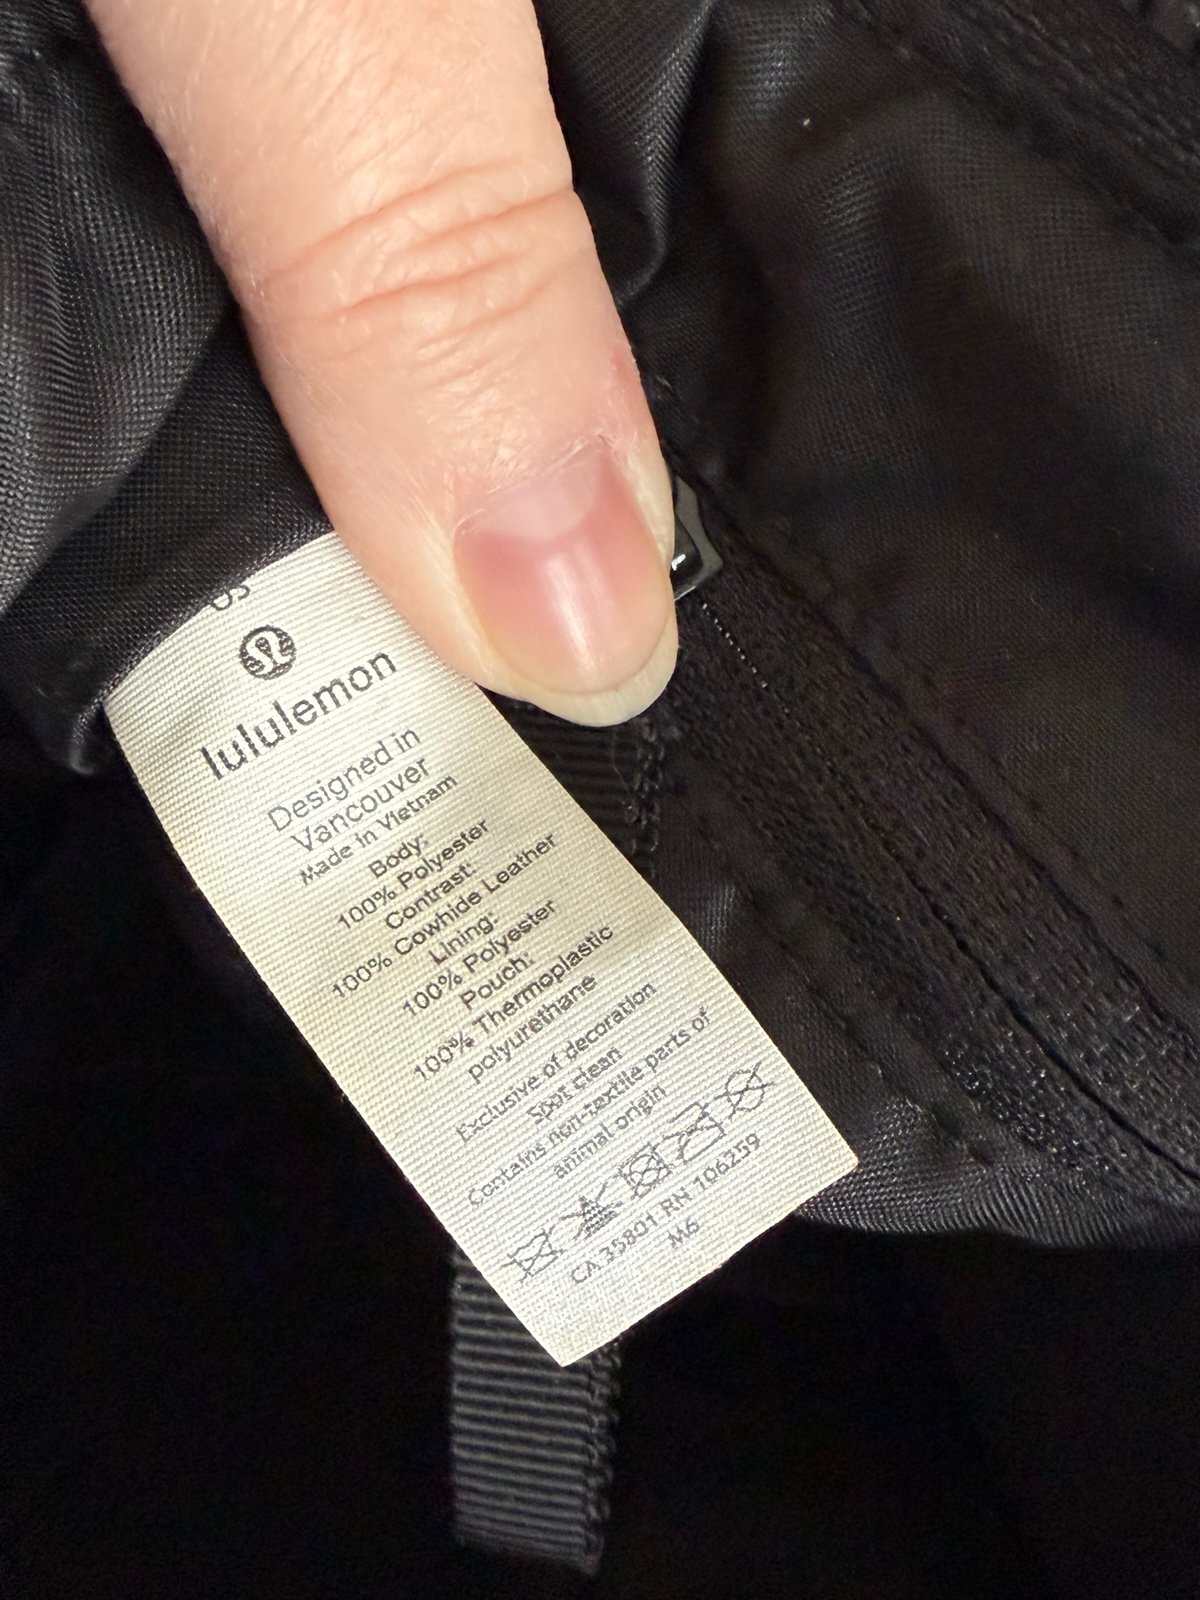 US
lululemon
Designed in
Vancouver
Made in Vietnam
Body:
100% Polyester
Contrast:
100% Cowhide Leather
Lining:
100% Polyester
Pouch:
100% Thermoplastic
polyurethane
Exclusive of decoration
Spot clean
Contains non-textile parts of
animal origin
CA 35801 RN 106259
M6